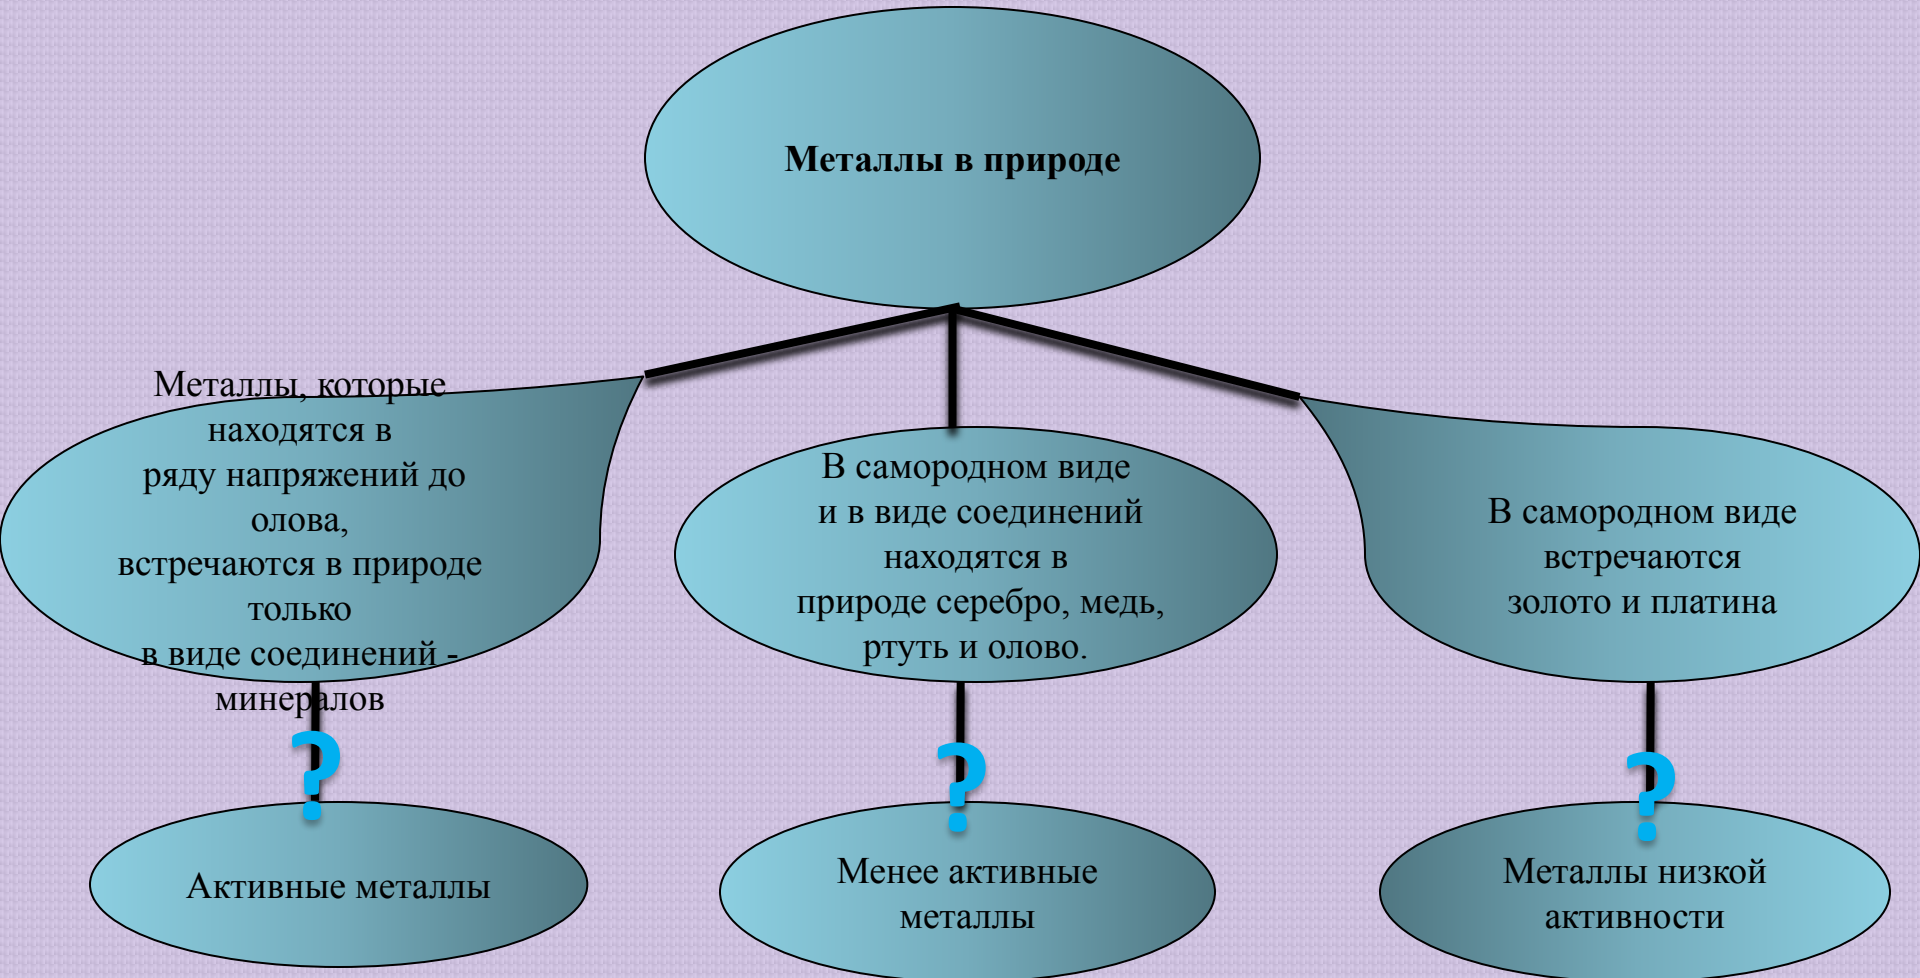 Металлы в природе
Металлы, которые
находятся в
ряду напряжений до
олова,
встречаются в природе
только
в виде соединений -
минералов
В самородном виде
и в виде соединений
находятся в
природе серебро, медь,
ртуть и олово.
В самородном виде
встречаются
золото и платина
?
?
?
Активные металлы
Менее активные
металлы
Металлы низкой
активности